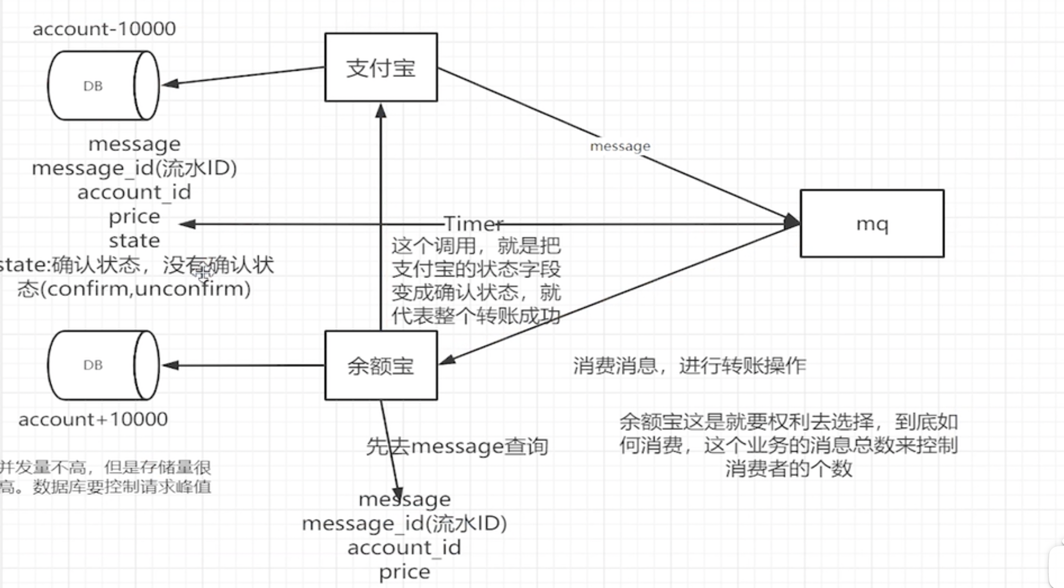 account-10000
支付宝
DB
message
message
message_id(流水ID)
account_id
price
state
state:确认状态，没有确认状
态(confirm,unconfirm)
Timer
mq
这个调用，就是把
支付宝的状态字段
变成确认状态，就
代表整个转账成功
DB
余额宝
account+10000
消费消息，进行转账操作
余额宝这是就要权利去选择，到底如
何消费，这个业务的消息总数来控制
消费者的个数
先去message查询
并发量不高，但是存储量很
高。数据库要控制请求峰值
message
message_id(流水ID)
account_id
price